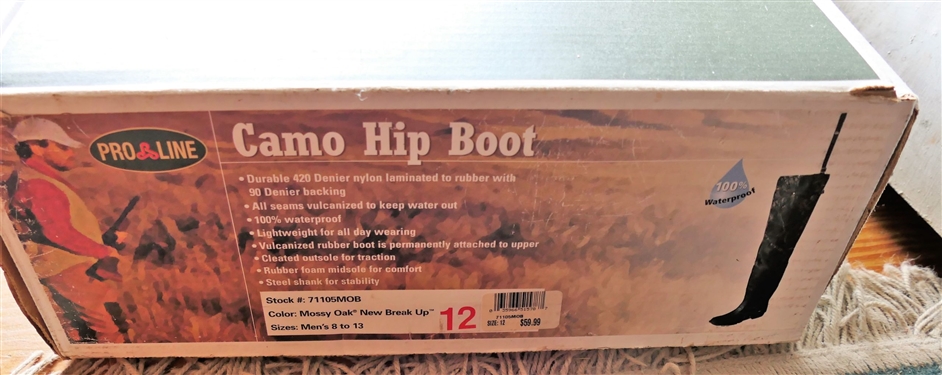 PRO LINE
Camo Hip Boot
• Durable 420 Denier nylon laminated to rubber with
90 Denier backing
• All seams vulcanized to keep water out
• 100% waterproof
• Lightweight for all day wearing
• Vulcanized rubber boot is permanently attached to upper
• Cleated outsole for traction
• Rubber foam midsole for comfort
• Steel shank for stability
100%
Waterproof
Stock #: 71105MOB
Color: Mossy Oak® New Break Up™
Sizes: Men's 8 to 13
12
71105MOB
SIZE: 12 $59.99